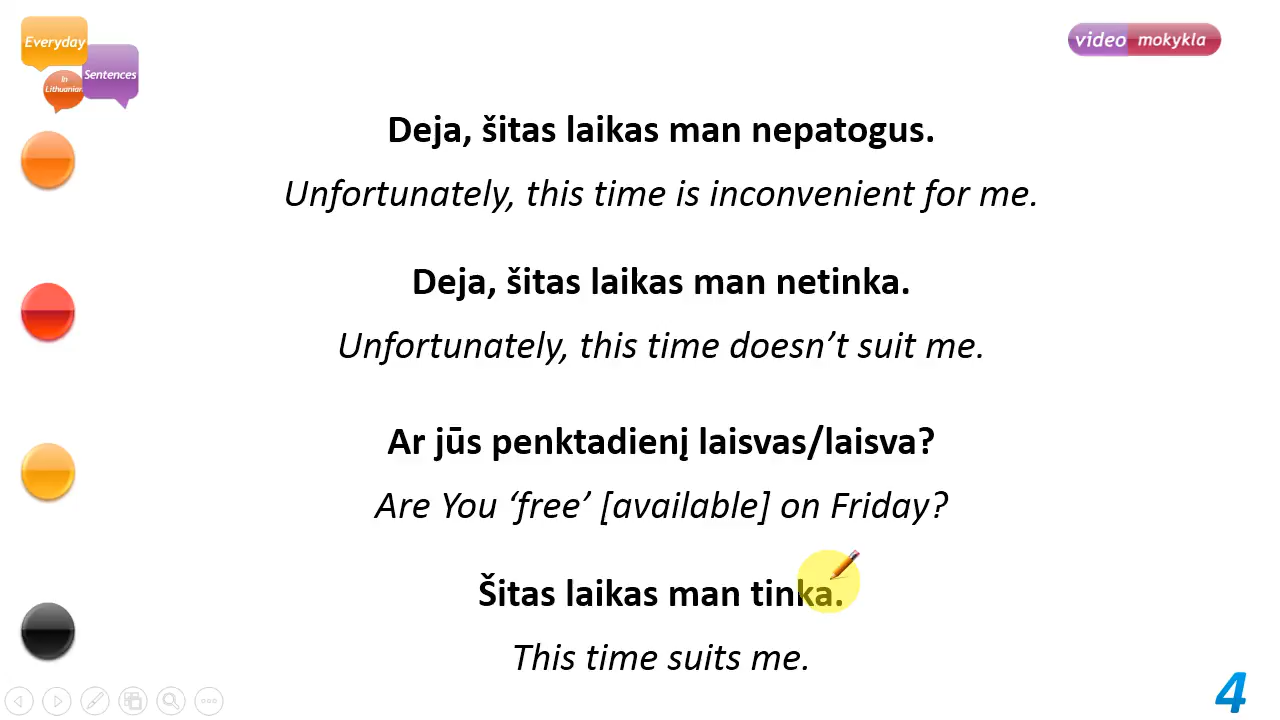 Everyday
In
Sentences
Lithuanian
video mokykla
Deja, šitas laikas man nepatogus.
Unfortunately, this time is inconvenient for me.
Deja, šitas laikas man netinka.
Unfortunately, this time doesn’t suit me.
Ar jūs penktadienį laisvas/laisva?
Are You ‘free’ [available] on Friday?
Šitas laikas man tinka.
This time suits me.
4